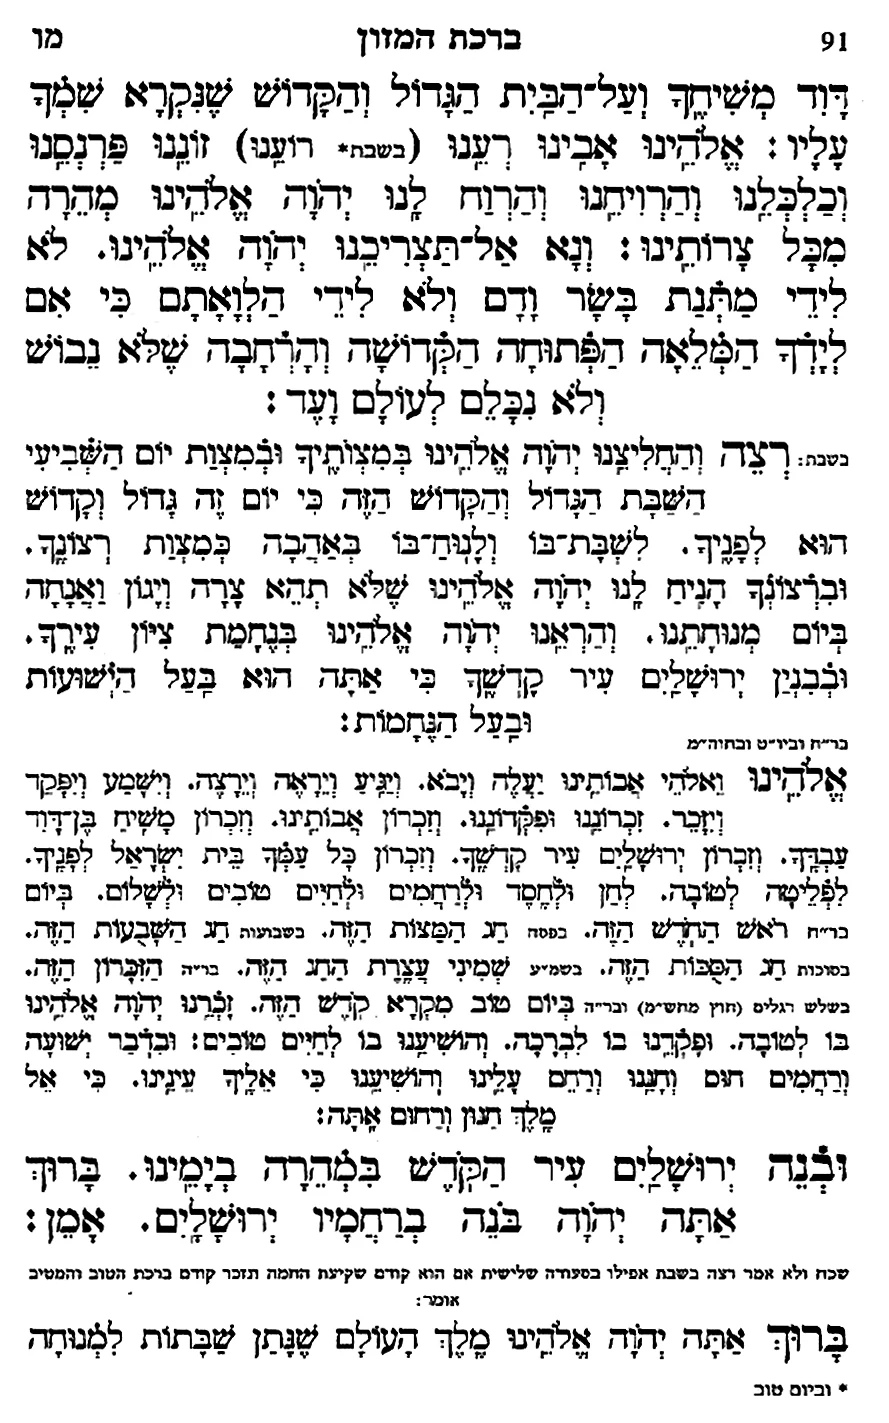 91 ברכת המזון מו
דָּוִד מְשִׁיחֶךָ וְעַל־הַבַּיִת הַגָּדוֹל וְהַקָּדוֹשׁ שֶׁנִּקְרָא שִׁמְךָ
עָלָיו: אֱלֹהֵינוּ אָבִינוּ רְעֵנוּ (בשבת* רוֹעֵנוּ) זוֹנֵנוּ פַּרְנְסֵנוּ
וְכַלְכְּלֵנוּ וְהַרְוִיחֵנוּ וְהַרְוַח לָנוּ יְהֹוָה אֱלֹהֵינוּ מְהֵרָה
מִכָּל צָרוֹתֵינוּ: וְנָא אַל־תַּצְרִיכֵנוּ יְהֹוָה אֱלֹהֵינוּ. לֹא
לִידֵי מַתְּנַת בָּשָׂר וָדָם וְלֹא לִידֵי הַלְוָאָתָם כִּי אִם
לְיָדְךָ הַמְּלֵאָה הַפְּתוּחָה הַקְּדוֹשָׁה וְהָרְחָבָה שֶׁלֹּא נֵבוֹשׁ
וְלֹא נִכָּלֵם לְעוֹלָם וָעֶד:
בשבת: רְצֵה וְהַחֲלִיצֵנוּ יְהֹוָה אֱלֹהֵינוּ בְּמִצְוֹתֶיךָ וּבְמִצְוַת יוֹם הַשְּׁבִיעִי
הַשַּׁבָּת הַגָּדוֹל וְהַקָּדוֹשׁ הַזֶּה כִּי יוֹם זֶה גָּדוֹל וְקָדוֹשׁ
הוּא לְפָנֶיךָ. לִשְׁבָּת־בּוֹ וְלָנוּחַ־בּוֹ בְּאַהֲבָה כְּמִצְוַת רְצוֹנֶךָ.
וּבִרְצוֹנְךָ הָנִיחַ לָנוּ יְהֹוָה אֱלֹהֵינוּ שֶׁלֹּא תְהֵא צָרָה וְיָגוֹן וַאֲנָחָה
בְּיוֹם מְנוּחָתֵנוּ. וְהַרְאֵנוּ יְהֹוָה אֱלֹהֵינוּ בְּנֶחָמַת צִיּוֹן עִירֶךָ.
וּבְבִנְיַן יְרוּשָׁלַיִם עִיר קָדְשֶׁךָ כִּי אַתָּה הוּא בַּעַל הַיְשׁוּעוֹת
וּבַעַל הַנֶּחָמוֹת:
בר״ח וביו״ט ובחוה״מ
אֱלֹהֵינוּ וֵאלֹהֵי אֲבוֹתֵינוּ יַעֲלֶה וְיָבֹא. וְיַגִּיעַ וְיֵרָאֶה וְיֵרָצֶה. וְיִשָּׁמַע וְיִפָּקֵד
וְיִזָּכֵר. זִכְרוֹנֵנוּ וּפִקְדוֹנֵנוּ. וְזִכְרוֹן אֲבוֹתֵינוּ. וְזִכְרוֹן מָשִׁיחַ בֶּן־דָּוִד
עַבְדֶּךָ. וְזִכְרוֹן יְרוּשָׁלַיִם עִיר קָדְשֶׁךָ. וְזִכְרוֹן כָּל עַמְּךָ בֵּית יִשְׂרָאֵל לְפָנֶיךָ.
לִפְלֵיטָה לְטוֹבָה. לְחֵן וּלְחֶסֶד וּלְרַחֲמִים וּלְחַיִּים טוֹבִים וּלְשָׁלוֹם. בְּיוֹם
בר״ח רֹאשׁ הַחֹדֶשׁ הַזֶּה. בפסח חַג הַמַּצּוֹת הַזֶּה. בשבועות חַג הַשָּׁבֻעוֹת הַזֶּה.
בסוכות חַג הַסֻּכּוֹת הַזֶּה. בשמ״ע שְׁמִינִי עֲצֶרֶת הַחַג הַזֶּה. בר״ה הַזִּכָּרוֹן הַזֶּה.
בשלש רגלים (חוץ מחש״מ) ובר״ה בְּיוֹם טוֹב מִקְרָא קֹדֶשׁ הַזֶּה. זָכְרֵנוּ יְהֹוָה אֱלֹהֵינוּ
בּוֹ לְטוֹבָה. וּפָקְדֵנוּ בוֹ לִבְרָכָה. וְהוֹשִׁיעֵנוּ בוֹ לְחַיִּים טוֹבִים: וּבִדְבַר יְשׁוּעָה
וְרַחֲמִים חוּס וְחָנֵּנוּ וְרַחֵם עָלֵינוּ וְהוֹשִׁיעֵנוּ כִּי אֵלֶיךָ עֵינֵינוּ. כִּי אֵל
מֶלֶךְ חַנּוּן וְרַחוּם אָתָּה:
וּבְנֵה יְרוּשָׁלַיִם עִיר הַקֹּדֶשׁ בִּמְהֵרָה בְיָמֵינוּ. בָּרוּךְ
אַתָּה יְהֹוָה בֹּנֵה בְרַחֲמָיו יְרוּשָׁלָיִם. אָמֵן:
שכח ולא אמר רצה בשבת אפילו בסעודה שלישית אם הוא קודם שקיעת החמה תזכר קודם ברכת הטוב והמטיב
אומר:
בָּרוּךְ אַתָּה יְהֹוָה אֱלֹהֵינוּ מֶלֶךְ הָעוֹלָם שֶׁנָּתַן שַׁבָּתוֹת לִמְנוּחָה
* וביום טוב